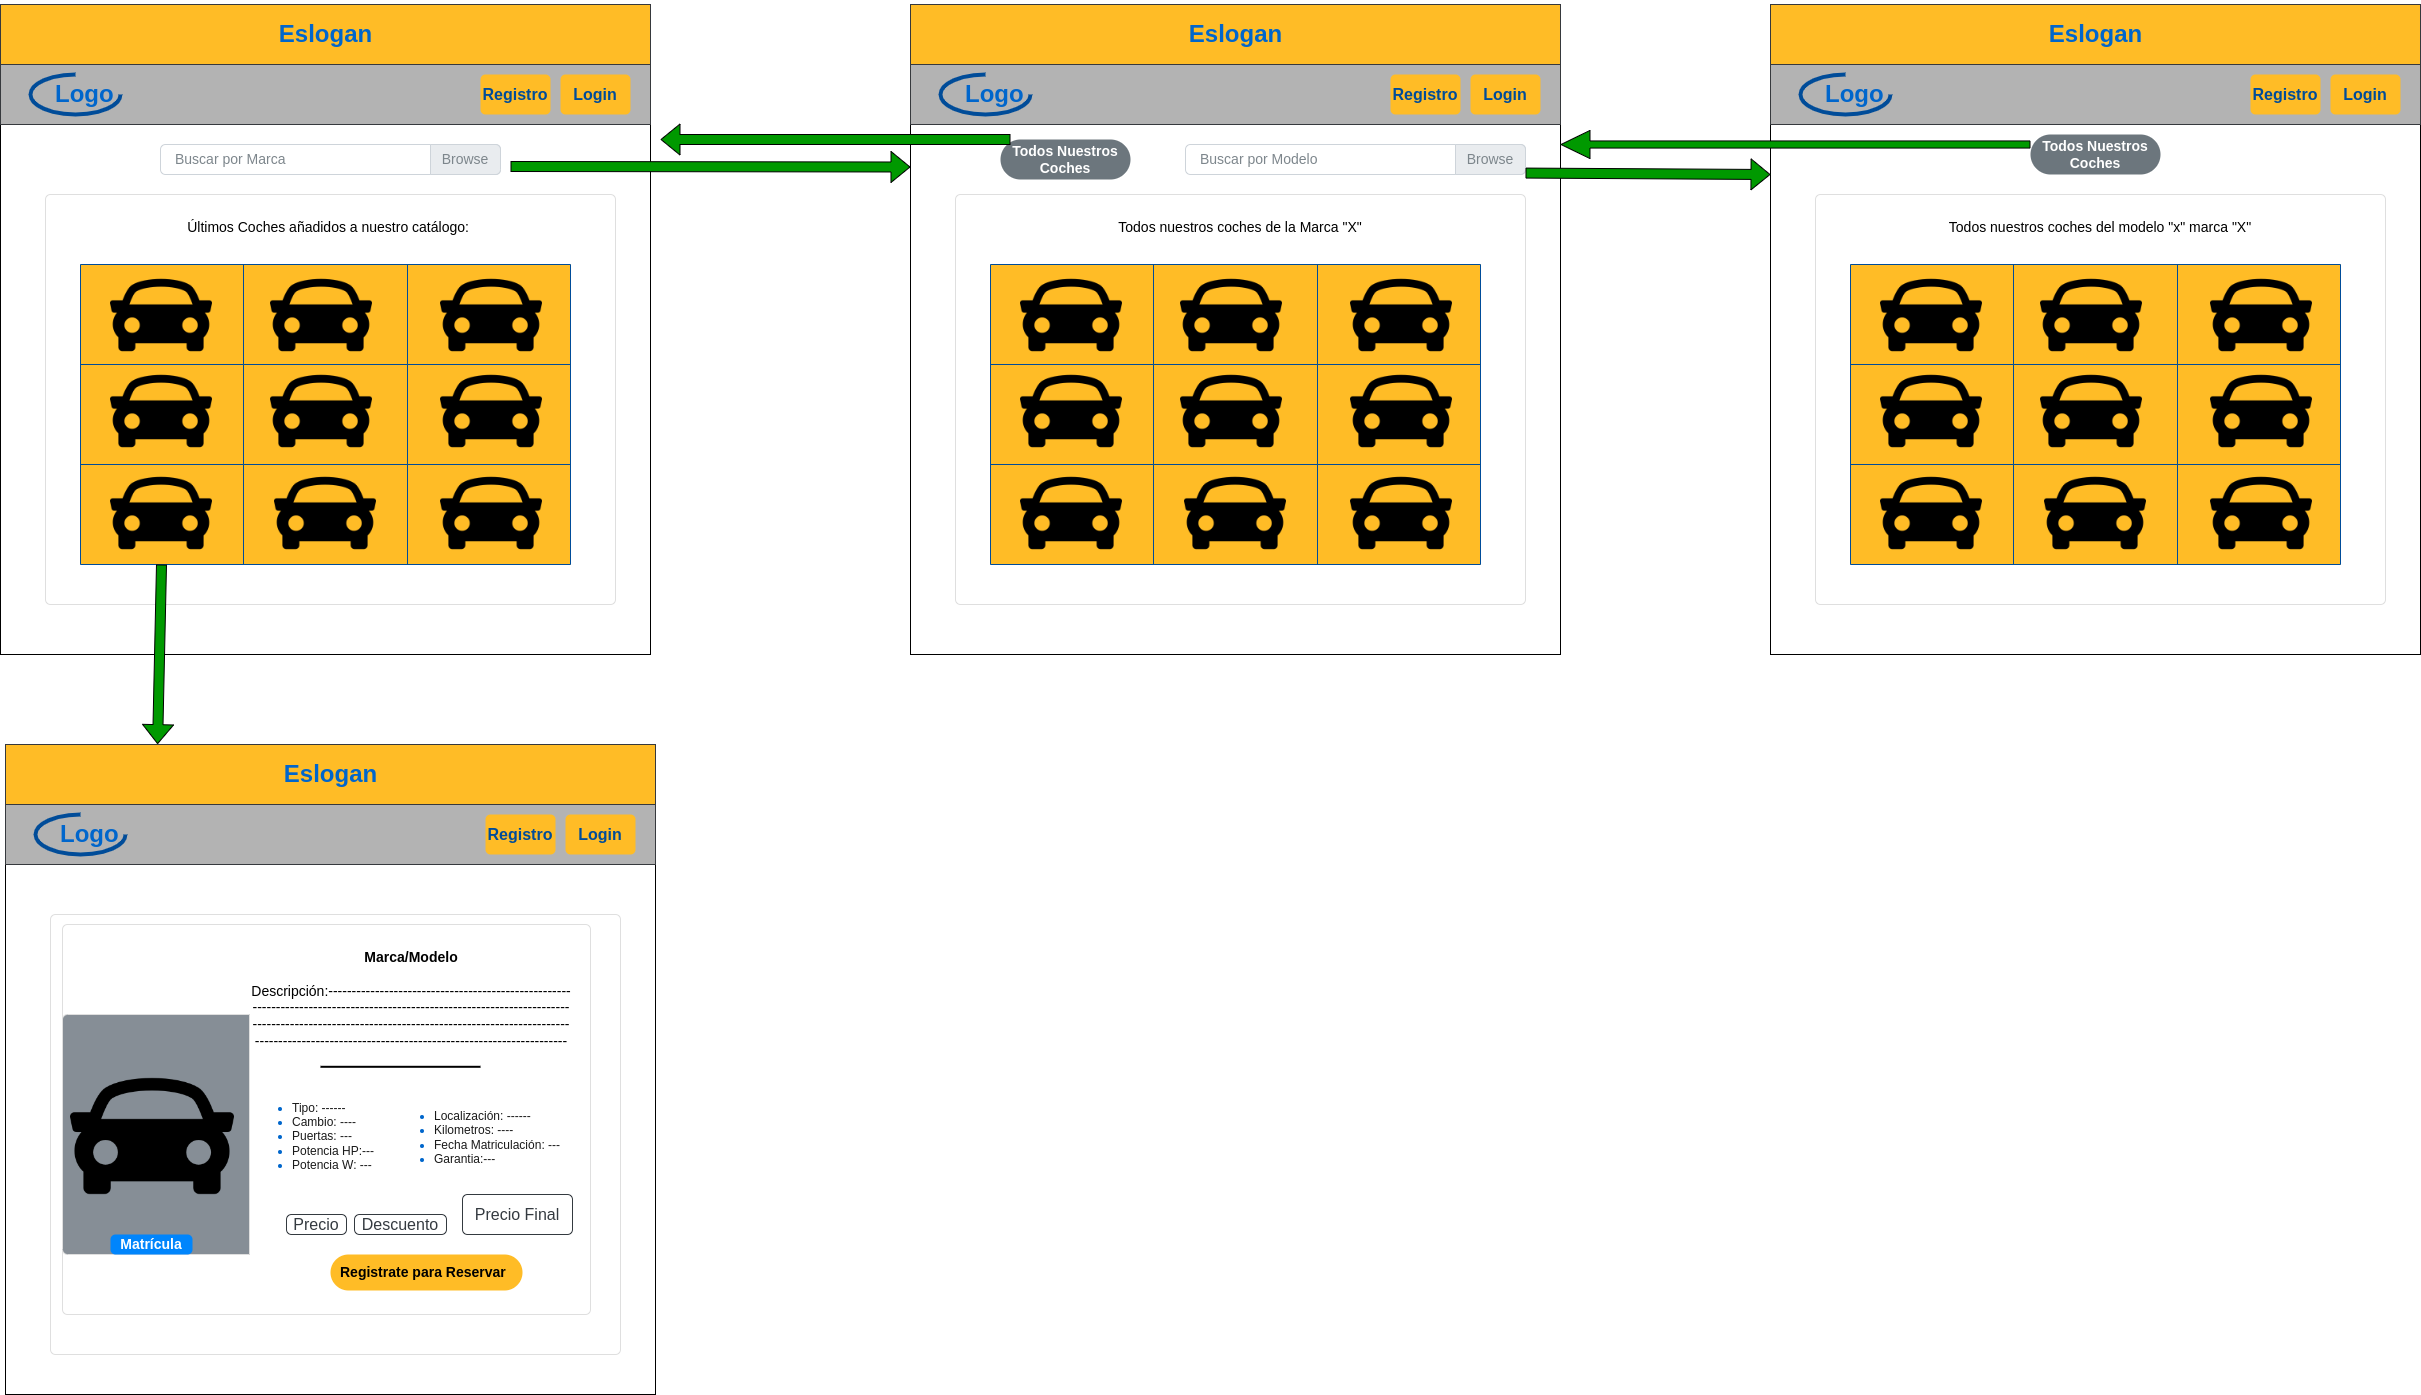 Eslogan
Logo
Registro
Login
Buscar por Marca
Browse
Últimos Coches añadidos a nuestro catálogo:
Eslogan
Logo
Registro
Login
Todos Nuestros
Coches
Buscar por Modelo
Browse
Todos nuestros coches de la Marca "X"
Eslogan
Logo
Registro
Login
Todos Nuestros
Coches
Todos nuestros coches del modelo "x" marca "X"
Eslogan
Logo
Registro
Login
Marca/Modelo
Descripción:----------------------------------------------------
--------------------------------------------------------------------
--------------------------------------------------------------------
-------------------------------------------------------------------
Tipo: ------
Cambio: ----
Puertas: ---
Potencia HP:---
Potencia W: ---
Localización: ------
Kilometros: ----
Fecha Matriculación: ---
Garantia:---
Precio
Descuento
Precio Final
Matrícula
Registrate para Reservar